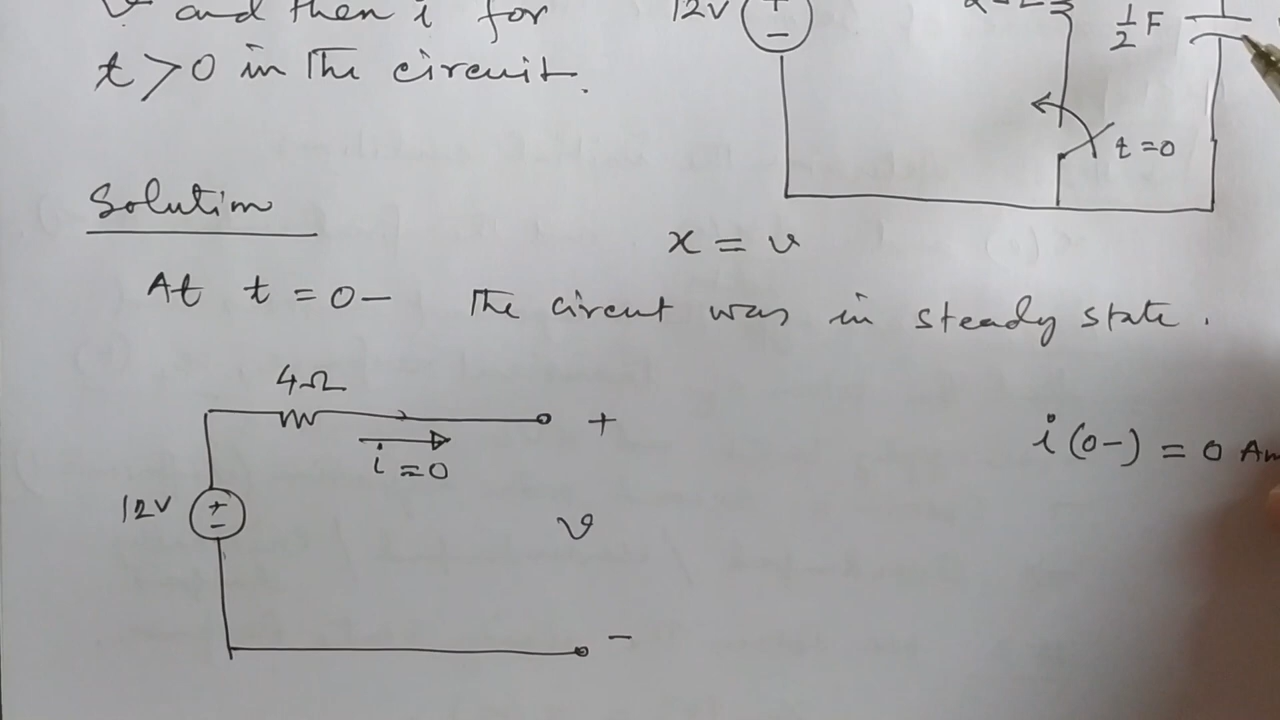 v and then i for
t > 0 in the circuit.
12V
+
-
1/2 F
t = 0
Solution
x = v
At t = 0- The circuit was in steady state.
4Ω
i = 0
+
i(0-) = 0
12V
+
-
v
-